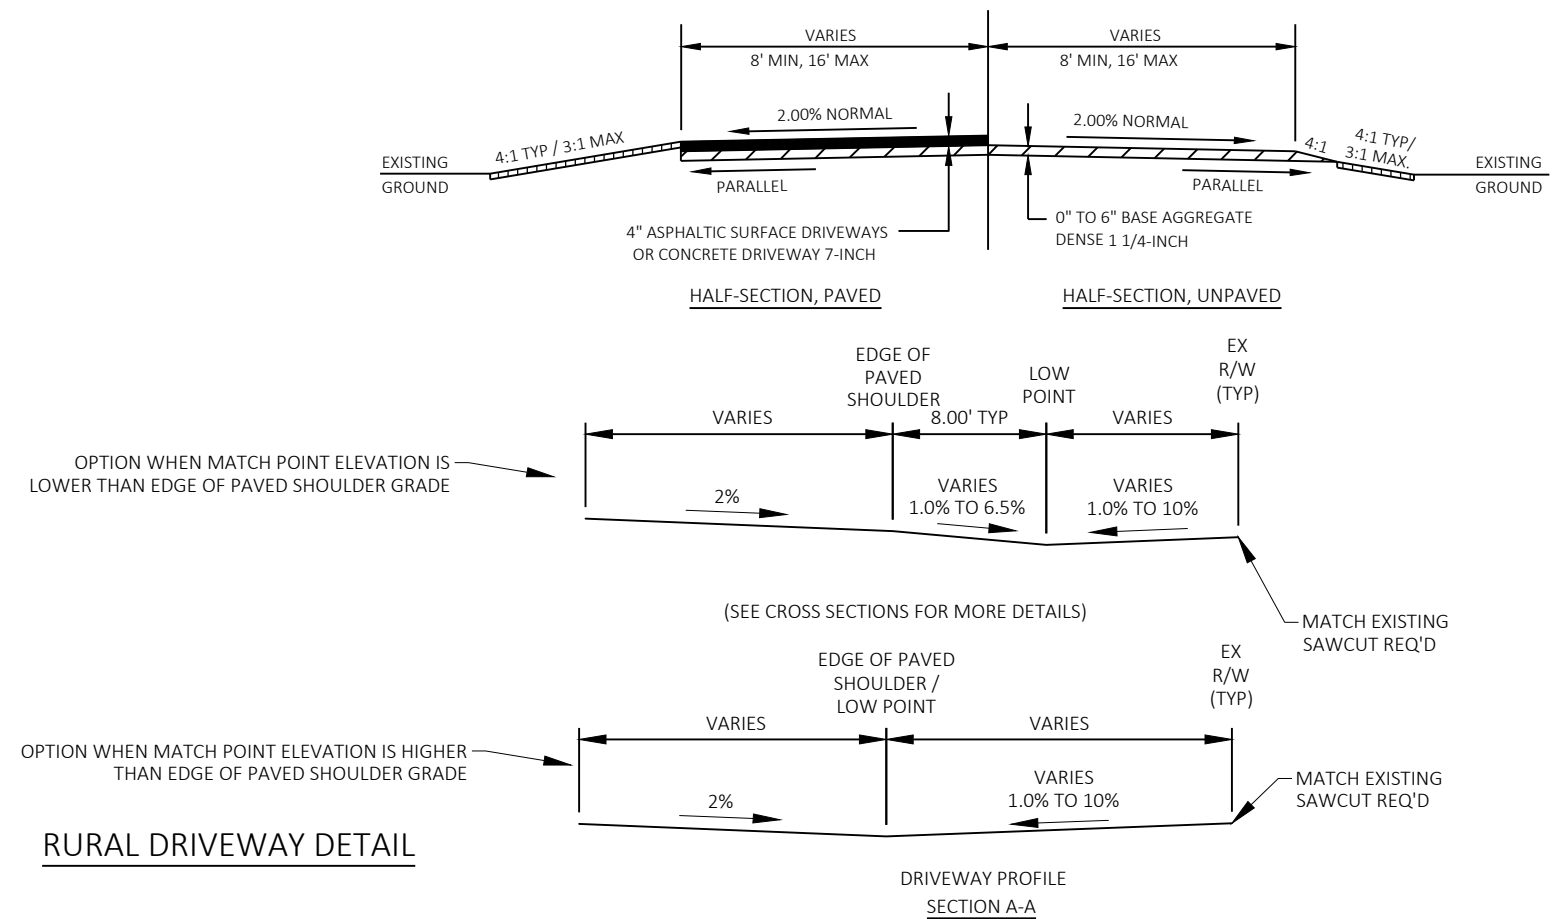 VARIES
8' MIN, 16' MAX
VARIES
8' MIN, 16' MAX
2.00% NORMAL
2.00% NORMAL
4:1 TYP / 3:1 MAX
4:1
4:1 TYP/
3:1 MAX.
EXISTING
GROUND
EXISTING
GROUND
PARALLEL
PARALLEL
4" ASPHALTIC SURFACE DRIVEWAYS
OR CONCRETE DRIVEWAY 7-INCH
0" TO 6" BASE AGGREGATE
DENSE 1 1/4-INCH
HALF-SECTION, PAVED
HALF-SECTION, UNPAVED
EDGE OF
PAVED
SHOULDER
LOW
POINT
EX
R/W
(TYP)
VARIES
8.00' TYP
VARIES
OPTION WHEN MATCH POINT ELEVATION IS
LOWER THAN EDGE OF PAVED SHOULDER GRADE
2%
VARIES
1.0% TO 6.5%
VARIES
1.0% TO 10%
(SEE CROSS SECTIONS FOR MORE DETAILS)
MATCH EXISTING
SAWCUT REQ'D
EDGE OF PAVED
SHOULDER /
LOW POINT
EX
R/W
(TYP)
VARIES
VARIES
OPTION WHEN MATCH POINT ELEVATION IS HIGHER
THAN EDGE OF PAVED SHOULDER GRADE
2%
VARIES
1.0% TO 10%
MATCH EXISTING
SAWCUT REQ'D
RURAL DRIVEWAY DETAIL
DRIVEWAY PROFILE
SECTION A-A